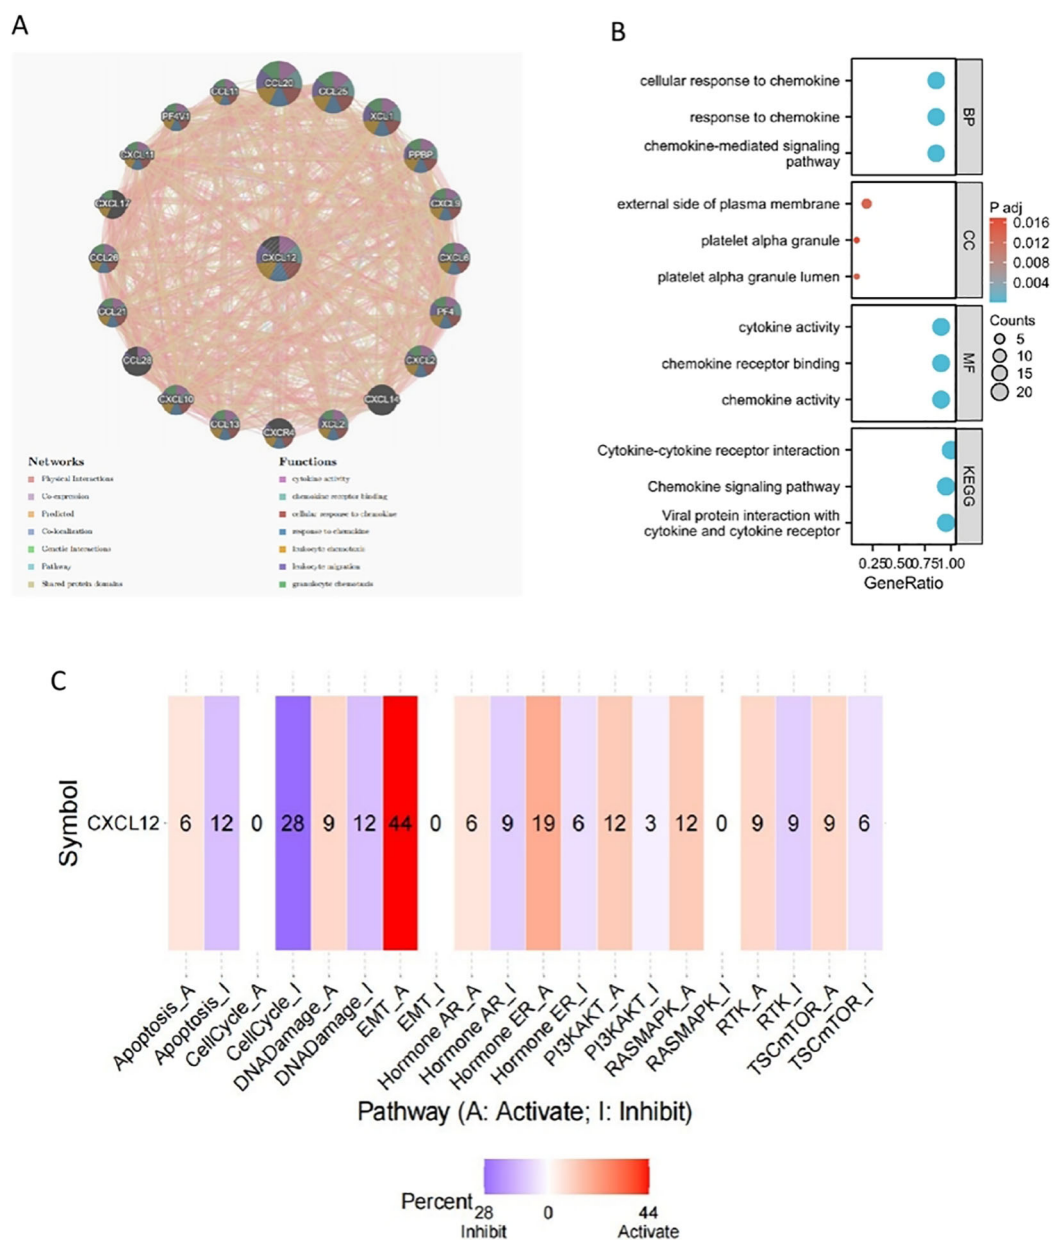 A
CCL20
CCL25
XCL1
PPBP
CXCL9
CXCL6
PF4
CXCL2
CXCL14
XCL2
CXCR4
CCL13
CXCL10
CCL28
CCL21
CCL26
CXCL17
CXCL11
PF4V1
CCL11
CXCL12
Networks
Physical Interactions
Co-expression
Predicted
Co-localization
Genetic Interactions
Pathway
Shared protein domains
Functions
cytokine activity
chemokine receptor binding
cellular response to chemokine
response to chemokine
leukocyte chemotaxis
leukocyte migration
granulocyte chemotaxis
B
cellular response to chemokine
response to chemokine
chemokine-mediated signaling
pathway
BP
external side of plasma membrane
platelet alpha granule
platelet alpha granule lumen
CC
cytokine activity
chemokine receptor binding
chemokine activity
MF
Cytokine-cytokine receptor interaction
Chemokine signaling pathway
Viral protein interaction with
cytokine and cytokine receptor
KEGG
0.25 0.50 0.75 1.00
GeneRatio
P adj
0.016
0.012
0.008
0.004
Counts
5
10
15
20
C
Symbol
CXCL12
6 12 0 28 9 12 44 0 6 9 19 6 12 3 12 0 9 9 9 6
Apoptosis_A
Apoptosis_I
CellCycle_A
CellCycle_I
DNADamage_A
DNADamage_I
EMT_A
EMT_I
Hormone AR_A
Hormone AR_I
Hormone ER_A
Hormone ER_I
PI3KAKT_A
PI3KAKT_I
RASMAPK_A
RASMAPK_I
RTK_A
RTK_I
TSCmTOR_A
TSCmTOR_I
Pathway (A: Activate; I: Inhibit)
Percent
28 0 44
Inhibit Activate